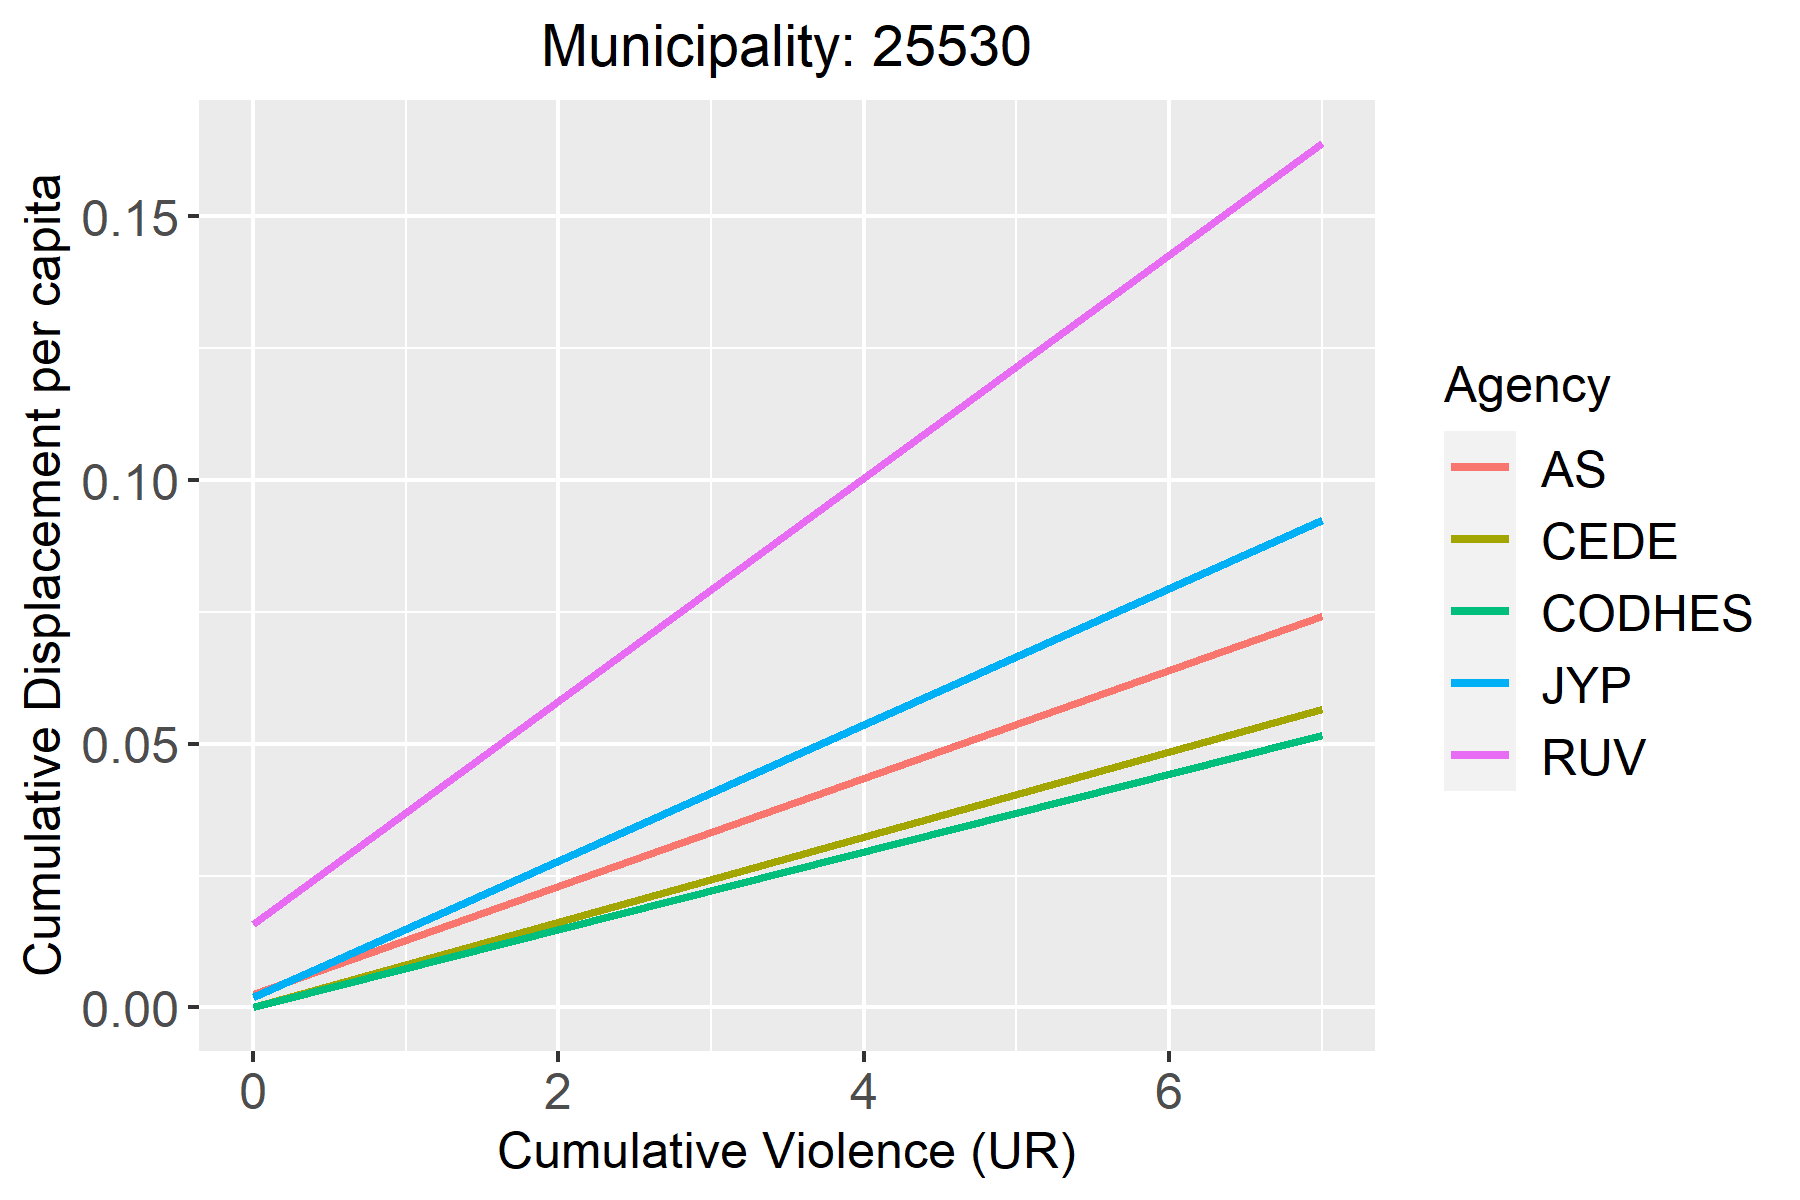 Municipality: 25530
Cumulative Displacement per capita
0.15
0.10
0.05
0.00
0 2 4 6
Cumulative Violence (UR)
Agency
AS
CEDE
CODHES
JYP
RUV